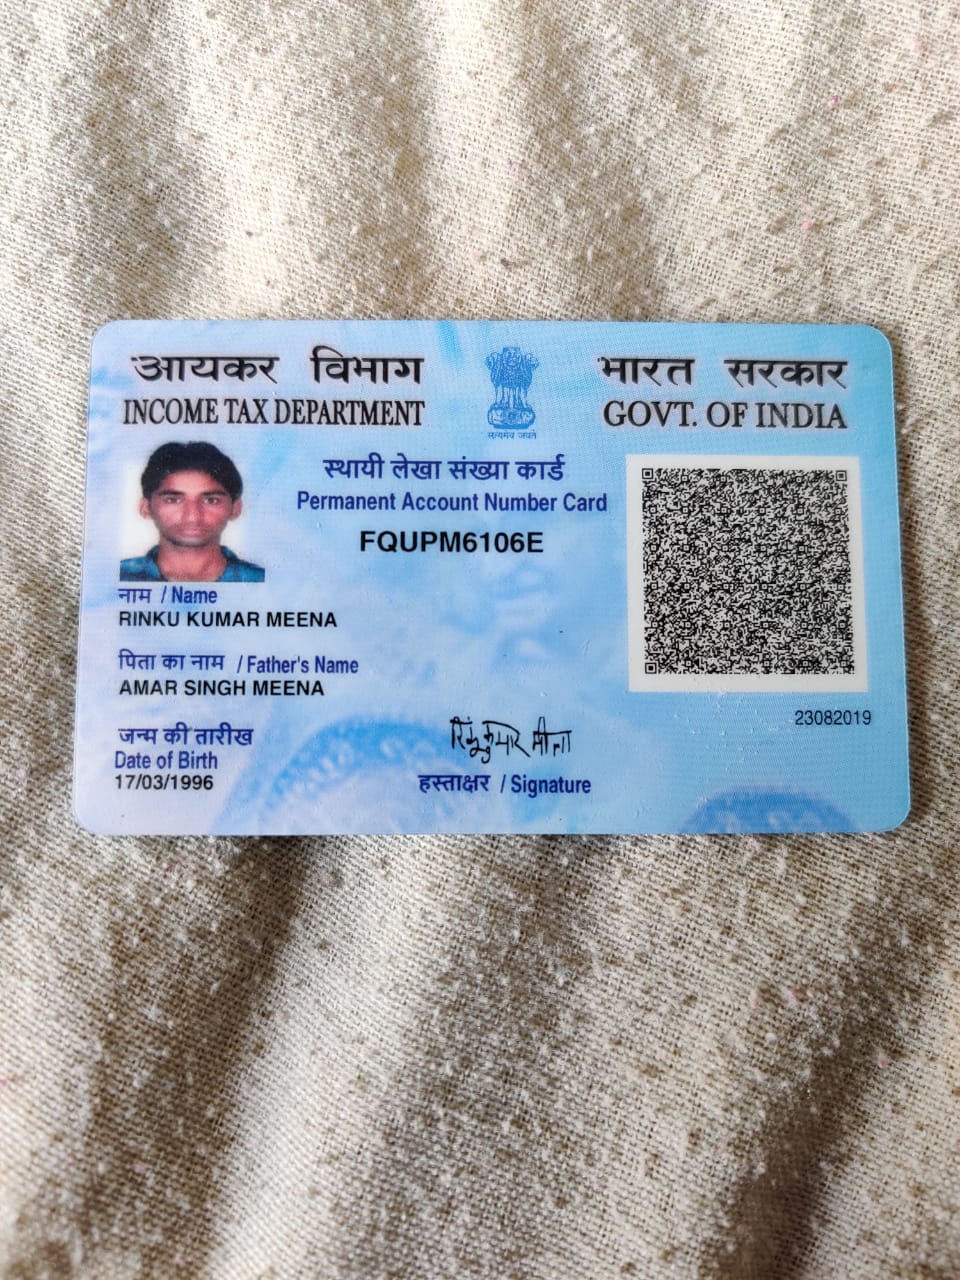 आयकर विभाग
INCOME TAX DEPARTMENT
सत्यमेव जयते
भारत सरकार
GOVT. OF INDIA
स्थायी लेखा संख्या कार्ड
Permanent Account Number Card
FQUPM6106E
नाम / Name
RINKU KUMAR MEENA
पिता का नाम / Father's Name
AMAR SINGH MEENA
जन्म की तारीख
Date of Birth
17/03/1996
रिंकू कुमार मीना
हस्ताक्षर / Signature
23082019